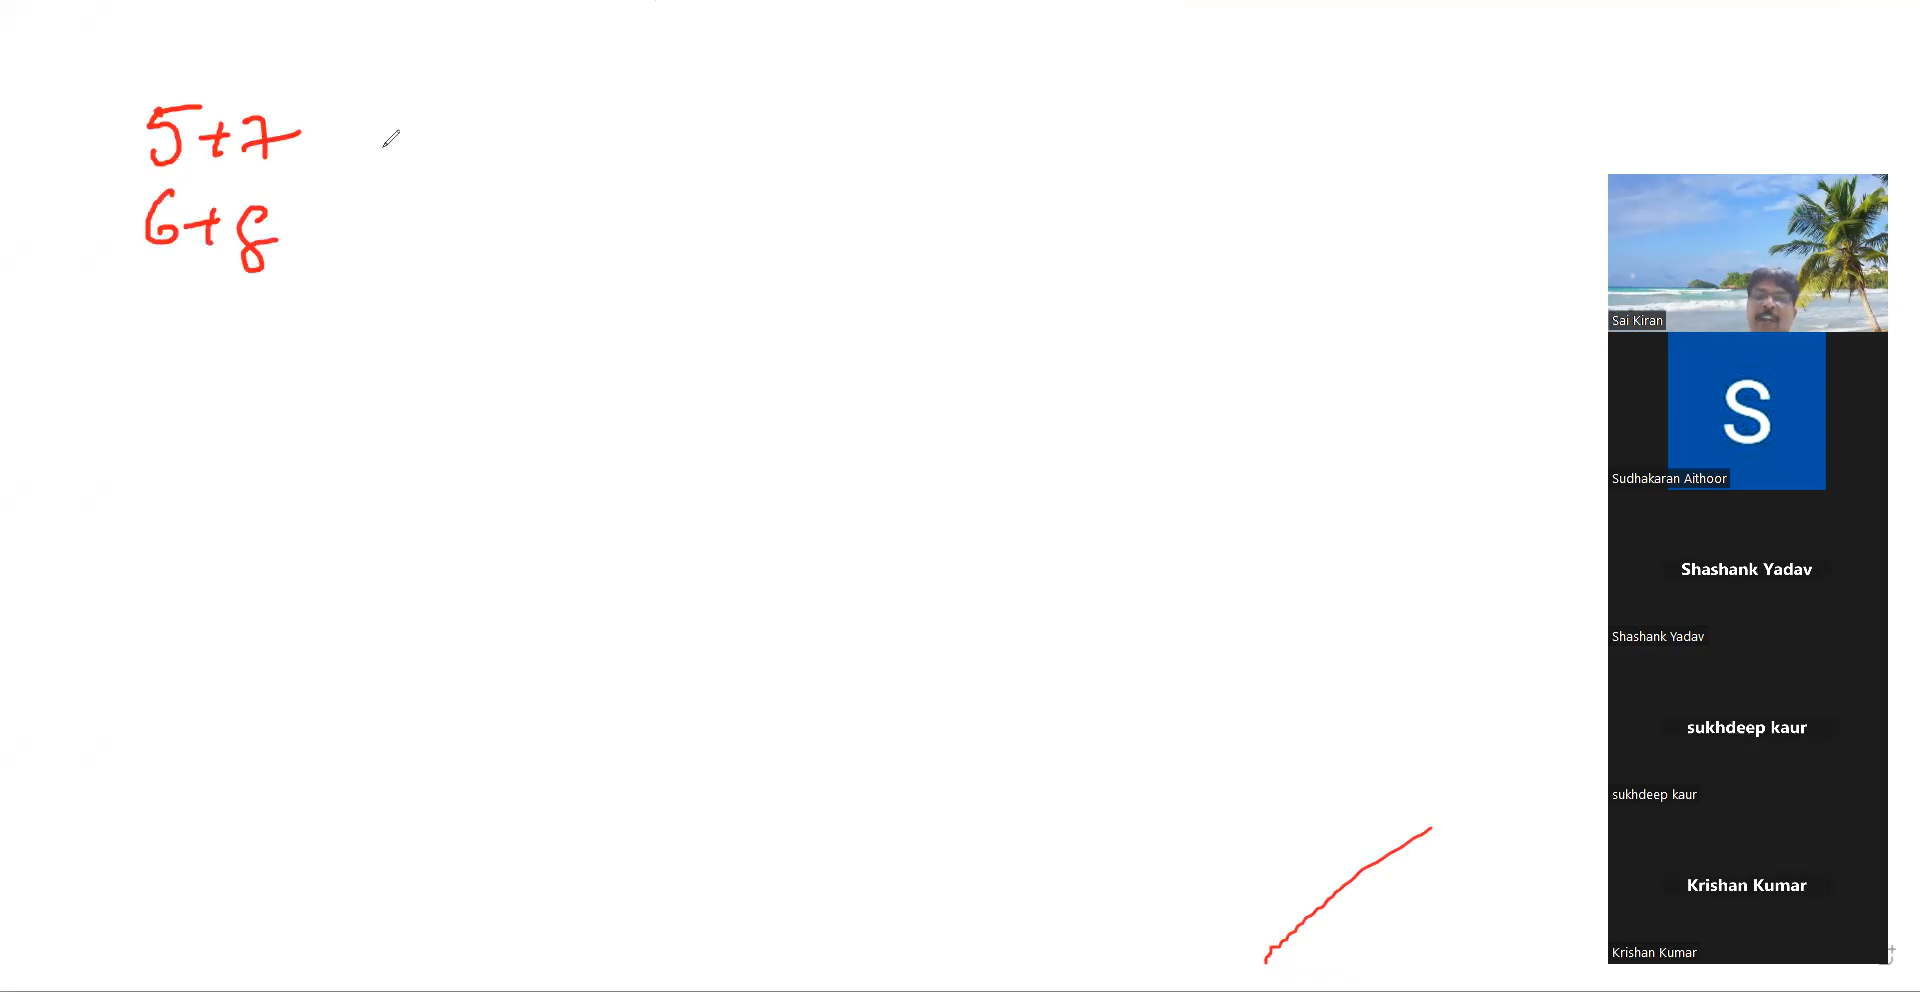 5+7
6+8
Sai Kiran
S
Sudhakaran Aithoor
Shashank Yadav
Shashank Yadav
sukhdeep kaur
sukhdeep kaur
Krishan Kumar
Krishan Kumar